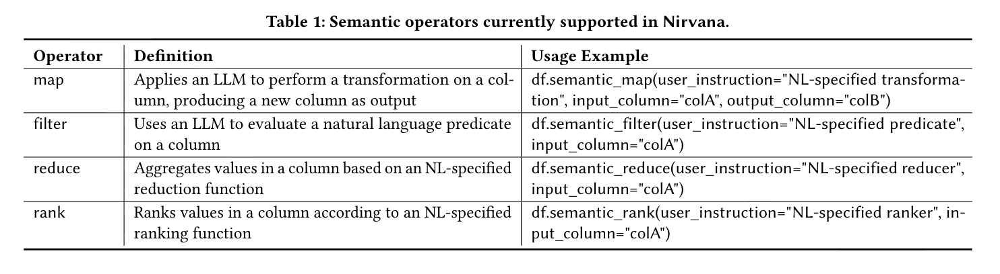 Table 1: Semantic operators currently supported in Nirvana.
Operator Definition Usage Example
map Applies an LLM to perform a transformation on a col- df.semantic_map(user_instruction="NL-specified transforma-
umn, producing a new column as output tion", input_column="colA", output_column="colB")
filter Uses an LLM to evaluate a natural language predicate df.semantic_filter(user_instruction="NL-specified predicate",
on a column input_column="colA")
reduce Aggregates values in a column based on an NL-specified df.semantic_reduce(user_instruction="NL-specified reducer",
reduction function input_column="colA")
rank Ranks values in a column according to an NL-specified df.semantic_rank(user_instruction="NL-specified ranker", in-
ranking function put_column="colA")